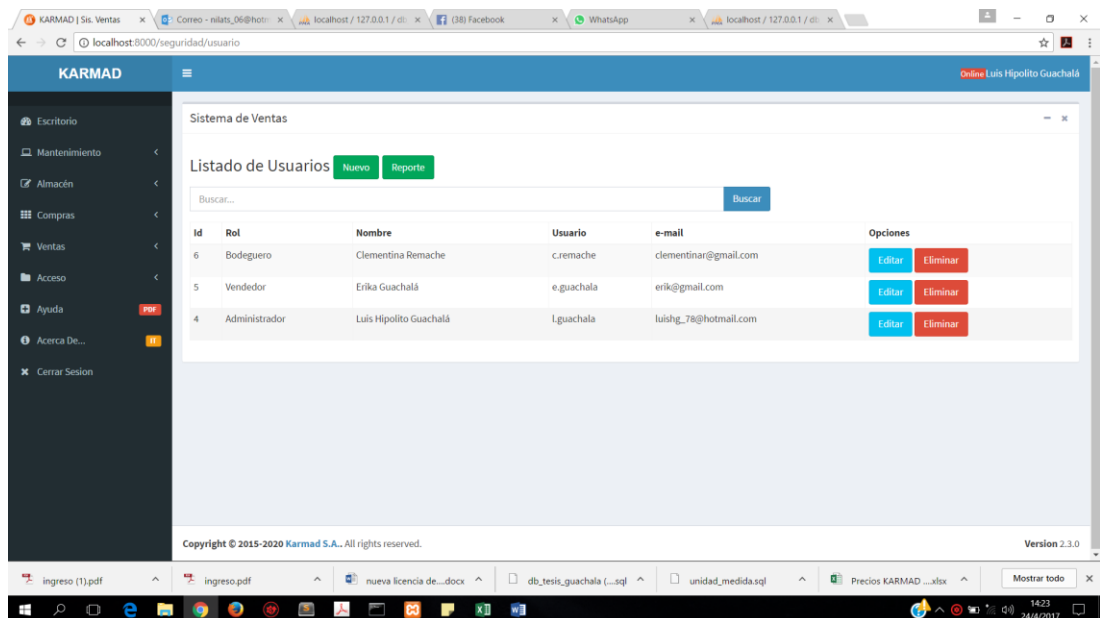 KARMAD | Sis. Ventas
Correo - nilats_06@hotm
localhost / 127.0.0.1 / db
(38) Facebook
WhatsApp
localhost / 127.0.0.1 / db
localhost:8000/seguridad/usuario
KARMAD
Online Luis Hipolito Guachalá
Escritorio
Mantenimiento
Almacén
Compras
Ventas
Acceso
Ayuda PDF
Acerca De... IT
Cerrar Sesion
Sistema de Ventas
Listado de Usuarios Nuevo Reporte
Buscar... Buscar
Id Rol Nombre Usuario e-mail Opciones
6 Bodeguero Clementina Remache c.remache clementinar@gmail.com Editar Eliminar
5 Vendedor Erika Guachalá e.guachala erik@gmail.com Editar Eliminar
4 Administrador Luis Hipolito Guachalá l.guachala luishg_78@hotmail.com Editar Eliminar
Copyright © 2015-2020 Karmad S.A.. All rights reserved.
Version 2.3.0
ingreso (1).pdf
ingreso.pdf
nueva licencia de....docx
db_tesis_guachala (....sql
unidad_medida.sql
Precios KARMAD ....xlsx
Mostrar todo
14:23
24/4/2017